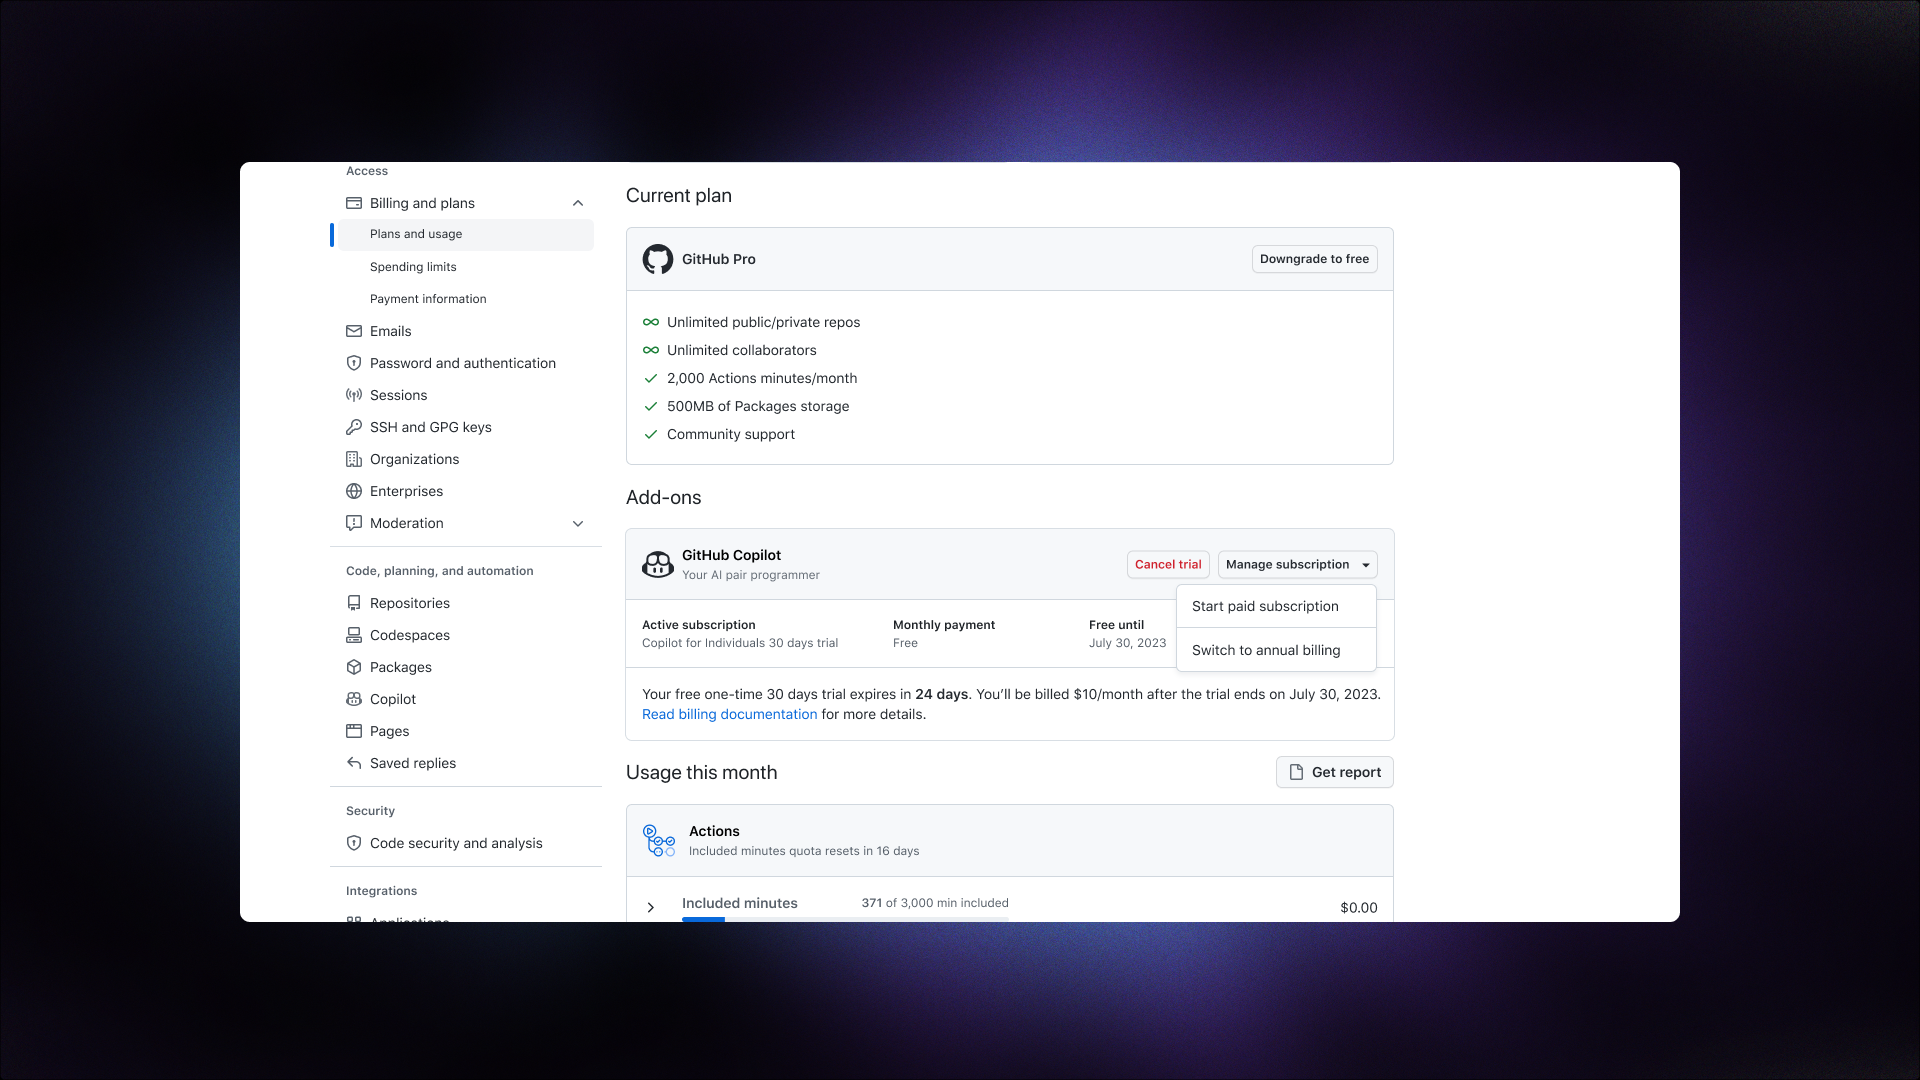 Access
Billing and plans
Plans and usage
Spending limits
Payment information
Emails
Password and authentication
Sessions
SSH and GPG keys
Organizations
Enterprises
Moderation
Code, planning, and automation
Repositories
Codespaces
Packages
Copilot
Pages
Saved replies
Security
Code security and analysis
Integrations
Applications
Current plan
GitHub Pro
Downgrade to free
Unlimited public/private repos
Unlimited collaborators
2,000 Actions minutes/month
500MB of Packages storage
Community support
Add-ons
GitHub Copilot
Your AI pair programmer
Cancel trial
Manage subscription
Start paid subscription
Switch to annual billing
Active subscription
Copilot for Individuals 30 days trial
Monthly payment
Free
Free until
July 30, 2023
Your free one-time 30 days trial expires in 24 days. You’ll be billed $10/month after the trial ends on July 30, 2023.
Read billing documentation for more details.
Usage this month
Get report
Actions
Included minutes quota resets in 16 days
Included minutes
371 of 3,000 min included
$0.00